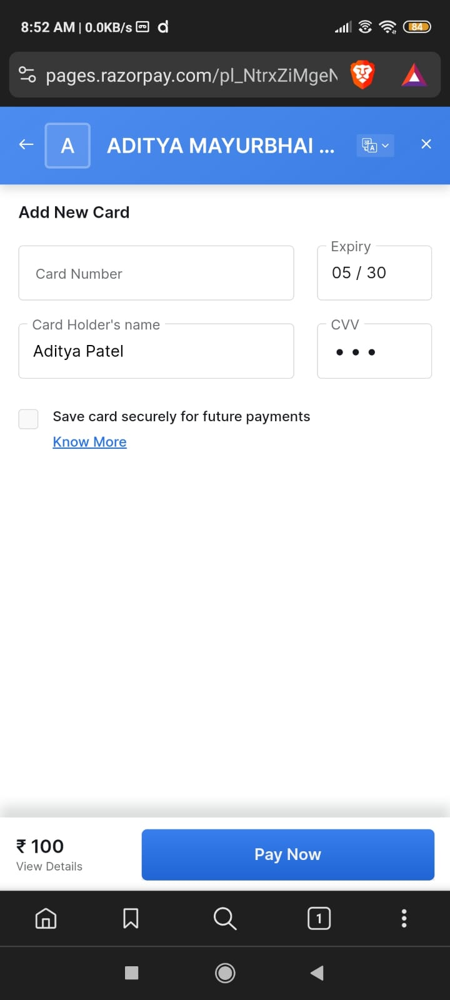 8:52 AM | 0.0KB/s d 84
pages.razorpay.com/pl_NtrxZiMgeN
A ADITYA MAYURBHAI ...
Add New Card
Card Number
Expiry
05 / 30
Card Holder's name
Aditya Patel
CVV
•••
Save card securely for future payments
Know More
₹ 100
View Details
Pay Now
1